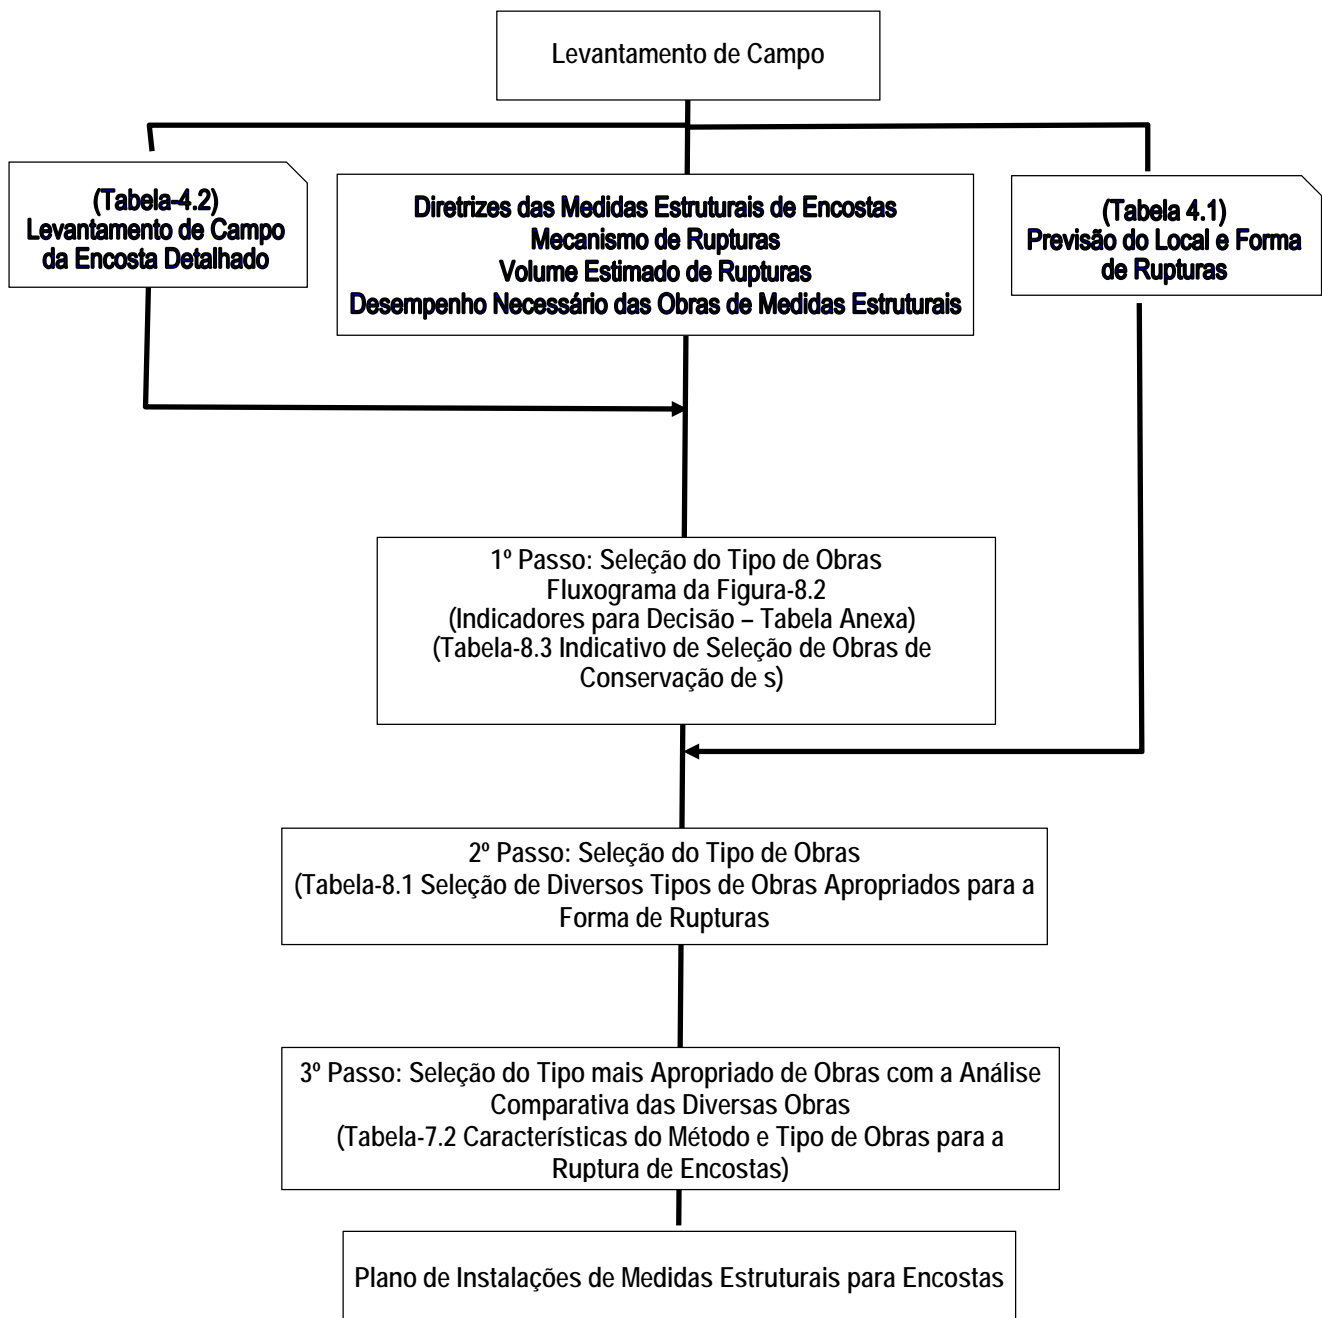 Levantamento de Campo
(Tabela-4.2)
Levantamento de Campo
da Encosta Detalhado
Diretrizes das Medidas Estruturais de Encostas
Mecanismo de Rupturas
Volume Estimado de Rupturas
Desempenho Necessário das Obras de Medidas Estruturais
(Tabela 4.1)
Previsão do Local e Forma
de Rupturas
1º Passo: Seleção do Tipo de Obras
Fluxograma da Figura-8.2
(Indicadores para Decisão – Tabela Anexa)
(Tabela-8.3 Indicativo de Seleção de Obras de
Conservação de s)
2º Passo: Seleção do Tipo de Obras
(Tabela-8.1 Seleção de Diversos Tipos de Obras Apropriados para a
Forma de Rupturas
3º Passo: Seleção do Tipo mais Apropriado de Obras com a Análise
Comparativa das Diversas Obras
(Tabela-7.2 Características do Método e Tipo de Obras para a
Ruptura de Encostas)
Plano de Instalações de Medidas Estruturais para Encostas